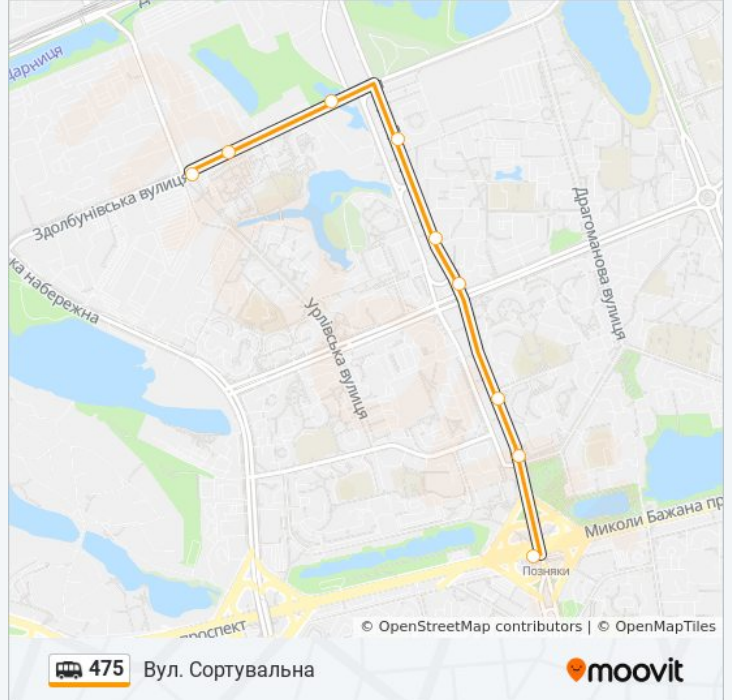 Дарниця
Здолбунівська вулиця
ка набережна
Драгоманова вулиця
Урлівська вулиця
Миколи Бажана пр
Позняки
проспект
© OpenStreetMap contributors | © OpenMapTiles
475 Вул. Сортувальна moovit